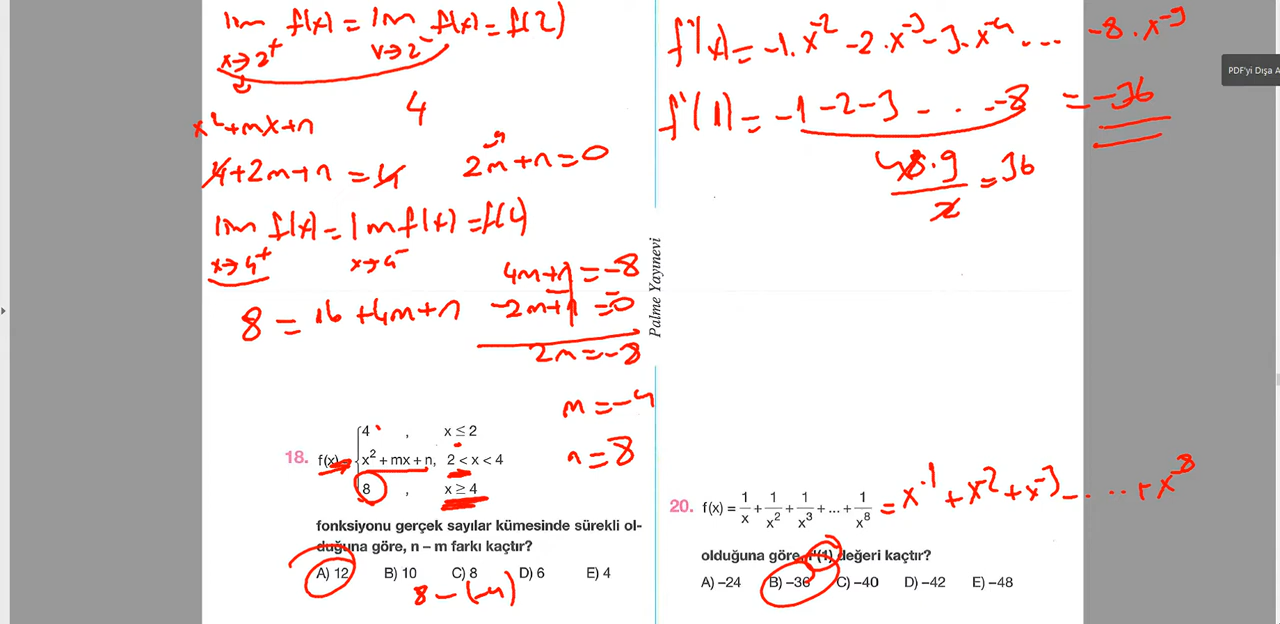 lim f(x) = lim f(x) = f(2)
x→2⁺ x→2⁻
x²+mx+n
4
4+2m+n = 4
2m+n=0
lim f(x) = lim f(x) = f(4)
x→4⁺ x→4⁻
8 = 16 + 4m + n
4m+n = -8
-2m+n = 0
2m = -8
m = -4
n = 8
18. f(x) = { 4 , x ≤ 2
x² + mx + n, 2 < x < 4
8 , x ≥ 4
fonksiyonu gerçek sayılar kümesinde sürekli ol-
duğuna göre, n – m farkı kaçtır?
A) 12 B) 10 C) 8 D) 6 E) 4
8 - (-4)
Palme Yayınevi
f'(x) = -1.x⁻² -2.x⁻³ -3.x⁻⁴ .... -8.x⁻⁹
f'(1) = -1 -2 -3 ... -8 = -36
8.9/2 = 36
20. f(x) = 1/x + 1/x² + 1/x³ + ... + 1/x⁸ = x⁻¹ + x⁻² + x⁻³ ..... + x⁻⁸
olduğuna göre, f'(1) değeri kaçtır?
A) –24 B) –36 C) –40 D) –42 E) –48
PDF'yi Dışa A